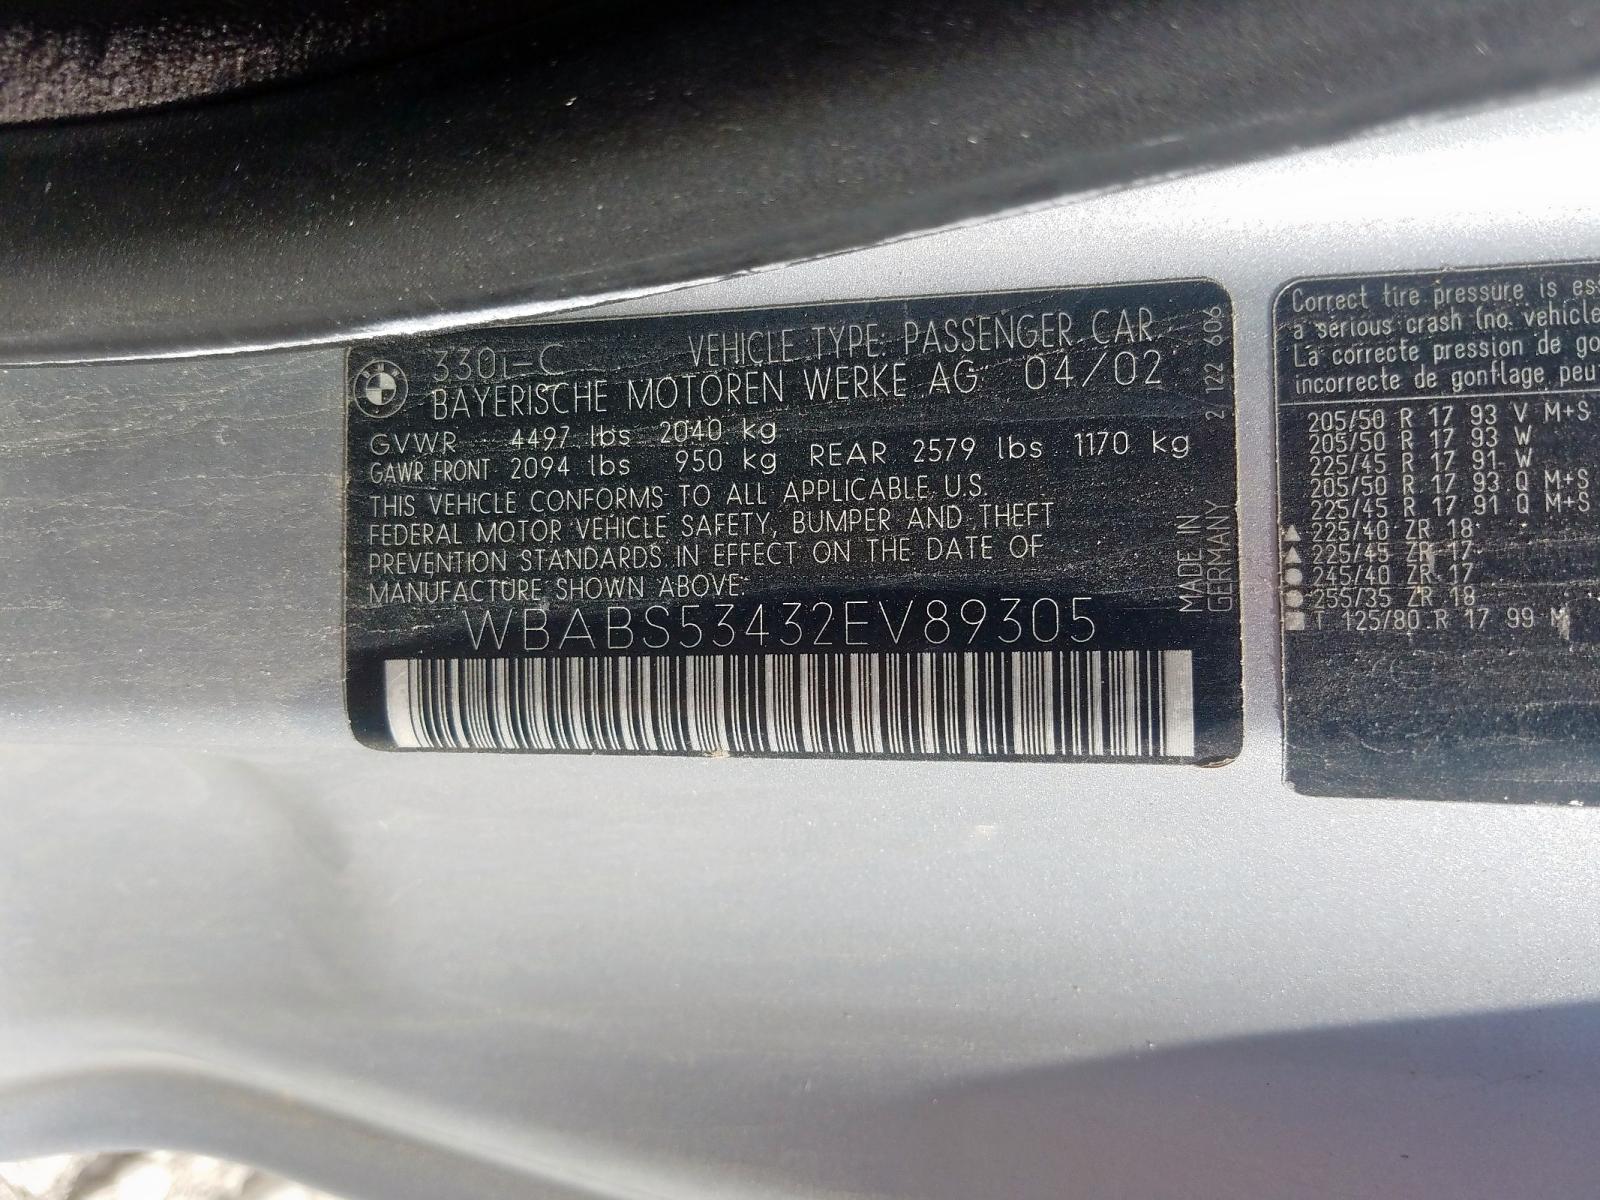 BMW
330i-C VEHICLE TYPE: PASSENGER CAR
BAYERISCHE MOTOREN WERKE AG 04/02
GVWR 4497 lbs 2040 kg
GAWR FRONT 2094 lbs 950 kg REAR 2579 lbs 1170 kg
THIS VEHICLE CONFORMS TO ALL APPLICABLE U.S.
FEDERAL MOTOR VEHICLE SAFETY, BUMPER AND THEFT
PREVENTION STANDARDS IN EFFECT ON THE DATE OF
MANUFACTURE SHOWN ABOVE:
WBABS53432EV89305
2 122 606
MADE IN
GERMANY
Correct tire pressure is es
a serious crash (no. vehicle
La correcte pression de go
incorrecte de gonflage peu
205/50 R 17 93 V M+S
205/50 R 17 93 W
225/45 R 17 91 W
205/50 R 17 93 Q M+S
225/45 R 17 91 Q M+S
▲ 225/40 ZR 18
▲ 225/45 ZR 17
● 245/40 ZR 17
● 255/35 ZR 18
■ T 125/80 R 17 99 M